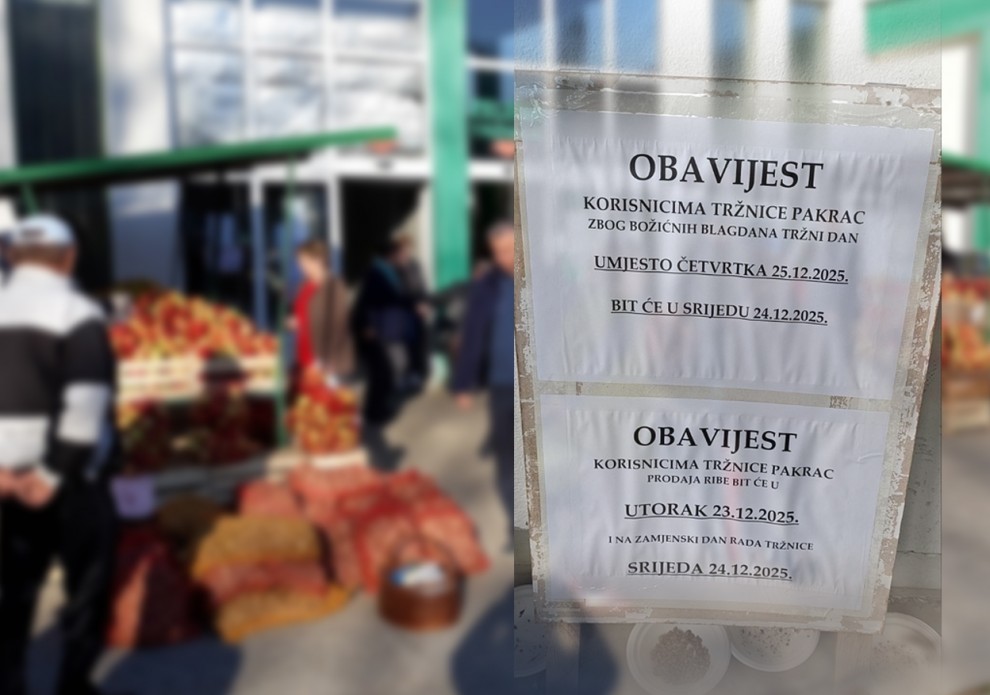 OBAVIJEST
KORISNICIMA TRŽNICE PAKRAC
ZBOG BOŽIĆNIH BLAGDANA TRŽNI DAN
UMJESTO ČETVRTKA 25.12.2025.
BIT ĆE U SRIJEDU 24.12.2025.
OBAVIJEST
KORISNICIMA TRŽNICE PAKRAC
PRODAJA RIBE BIT ĆE U
UTORAK 23.12.2025.
I NA ZAMJENSKI DAN RADA TRŽNICE
SRIJEDA 24.12.2025.